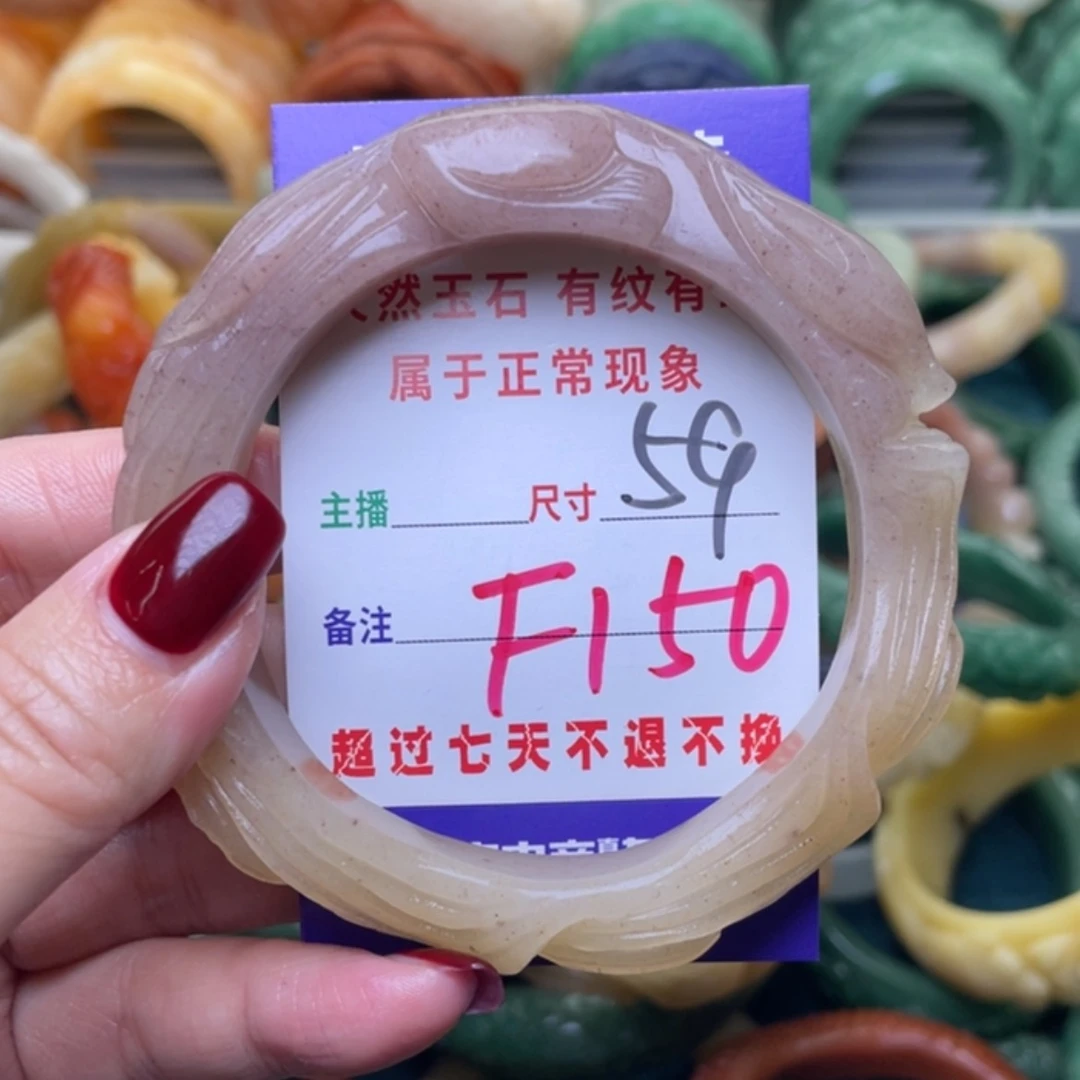 然玉石 有纹有
属于正常现象
主播 尺寸 59
备注 F150
超过七天不退不换